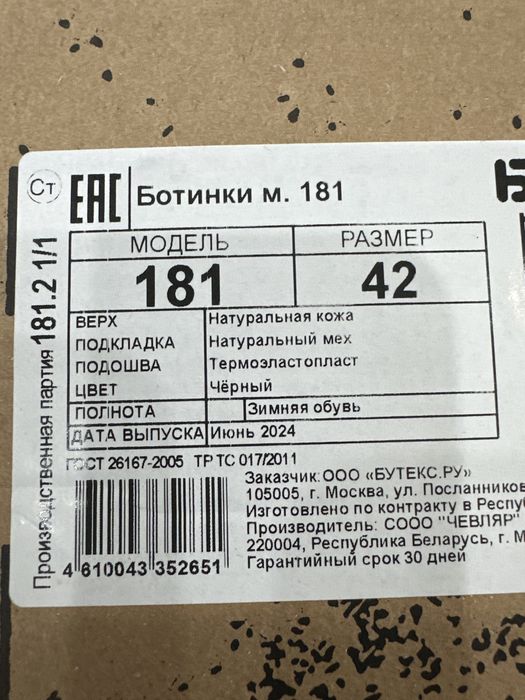 Ст
EAC
Ботинки м. 181
МОДЕЛЬ
РАЗМЕР
181
42
ВЕРХ Натуральная кожа
ПОДКЛАДКА Натуральный мех
ПОДОШВА Термоэластопласт
ЦВЕТ Чёрный
ПОЛНОТА Зимняя обувь
ДАТА ВЫПУСКА Июнь 2024
ГОСТ 26167-2005 ТР ТС 017/2011
Заказчик:ООО «БУТЕКС.РУ»
105005, г. Москва, ул. Посланников
Изготовлено по контракту в Респу
Производитель: СООО "ЧЕВЛЯР"
220004, Республика Беларусь, г. М
Гарантийный срок 30 дней
4 610043 352651
Производственная партия 181.2 1/1